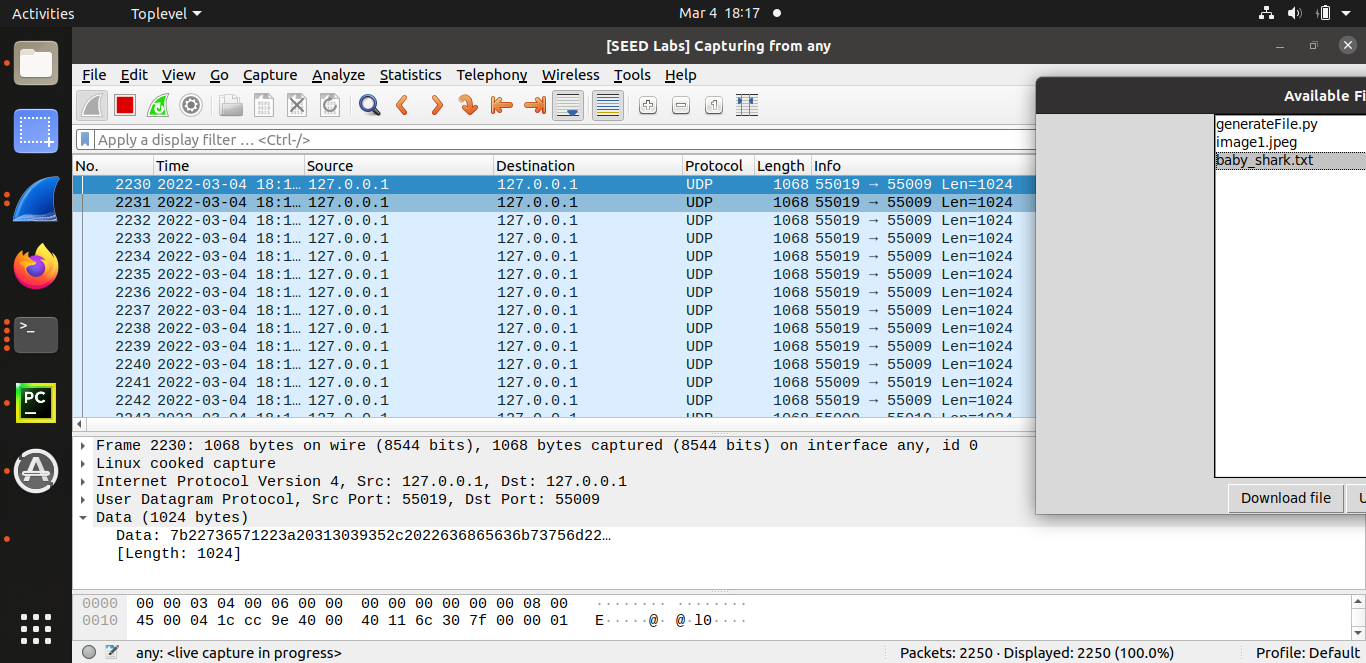 Activities Toplevel Mar 4 18:17
[SEED Labs] Capturing from any
File Edit View Go Capture Analyze Statistics Telephony Wireless Tools Help
Available Fi
Apply a display filter … <Ctrl-/>
generateFile.py
image1.jpeg
baby_shark.txt
No. Time Source Destination Protocol Length Info
2230 2022-03-04 18:1… 127.0.0.1 127.0.0.1 UDP 1068 55019 → 55009 Len=1024
2231 2022-03-04 18:1… 127.0.0.1 127.0.0.1 UDP 1068 55019 → 55009 Len=1024
2232 2022-03-04 18:1… 127.0.0.1 127.0.0.1 UDP 1068 55019 → 55009 Len=1024
2233 2022-03-04 18:1… 127.0.0.1 127.0.0.1 UDP 1068 55019 → 55009 Len=1024
2234 2022-03-04 18:1… 127.0.0.1 127.0.0.1 UDP 1068 55019 → 55009 Len=1024
2235 2022-03-04 18:1… 127.0.0.1 127.0.0.1 UDP 1068 55019 → 55009 Len=1024
2236 2022-03-04 18:1… 127.0.0.1 127.0.0.1 UDP 1068 55019 → 55009 Len=1024
2237 2022-03-04 18:1… 127.0.0.1 127.0.0.1 UDP 1068 55019 → 55009 Len=1024
2238 2022-03-04 18:1… 127.0.0.1 127.0.0.1 UDP 1068 55019 → 55009 Len=1024
2239 2022-03-04 18:1… 127.0.0.1 127.0.0.1 UDP 1068 55019 → 55009 Len=1024
2240 2022-03-04 18:1… 127.0.0.1 127.0.0.1 UDP 1068 55019 → 55009 Len=1024
2241 2022-03-04 18:1… 127.0.0.1 127.0.0.1 UDP 1068 55009 → 55019 Len=1024
2242 2022-03-04 18:1… 127.0.0.1 127.0.0.1 UDP 1068 55009 → 55019 Len=1024
Frame 2230: 1068 bytes on wire (8544 bits), 1068 bytes captured (8544 bits) on interface any, id 0
Linux cooked capture
Internet Protocol Version 4, Src: 127.0.0.1, Dst: 127.0.0.1
User Datagram Protocol, Src Port: 55019, Dst Port: 55009
Data (1024 bytes)
Data: 7b22736571223a20313039352c2022636865636b73756d22…
[Length: 1024]
Download file U
0000 00 00 03 04 00 06 00 00 00 00 00 00 00 00 08 00 ········ ········
0010 45 00 04 1c cc 9e 40 00 40 11 6c 30 7f 00 00 01 E·····@· @·l0····
any: <live capture in progress> Packets: 2250 · Displayed: 2250 (100.0%) Profile: Default
PC